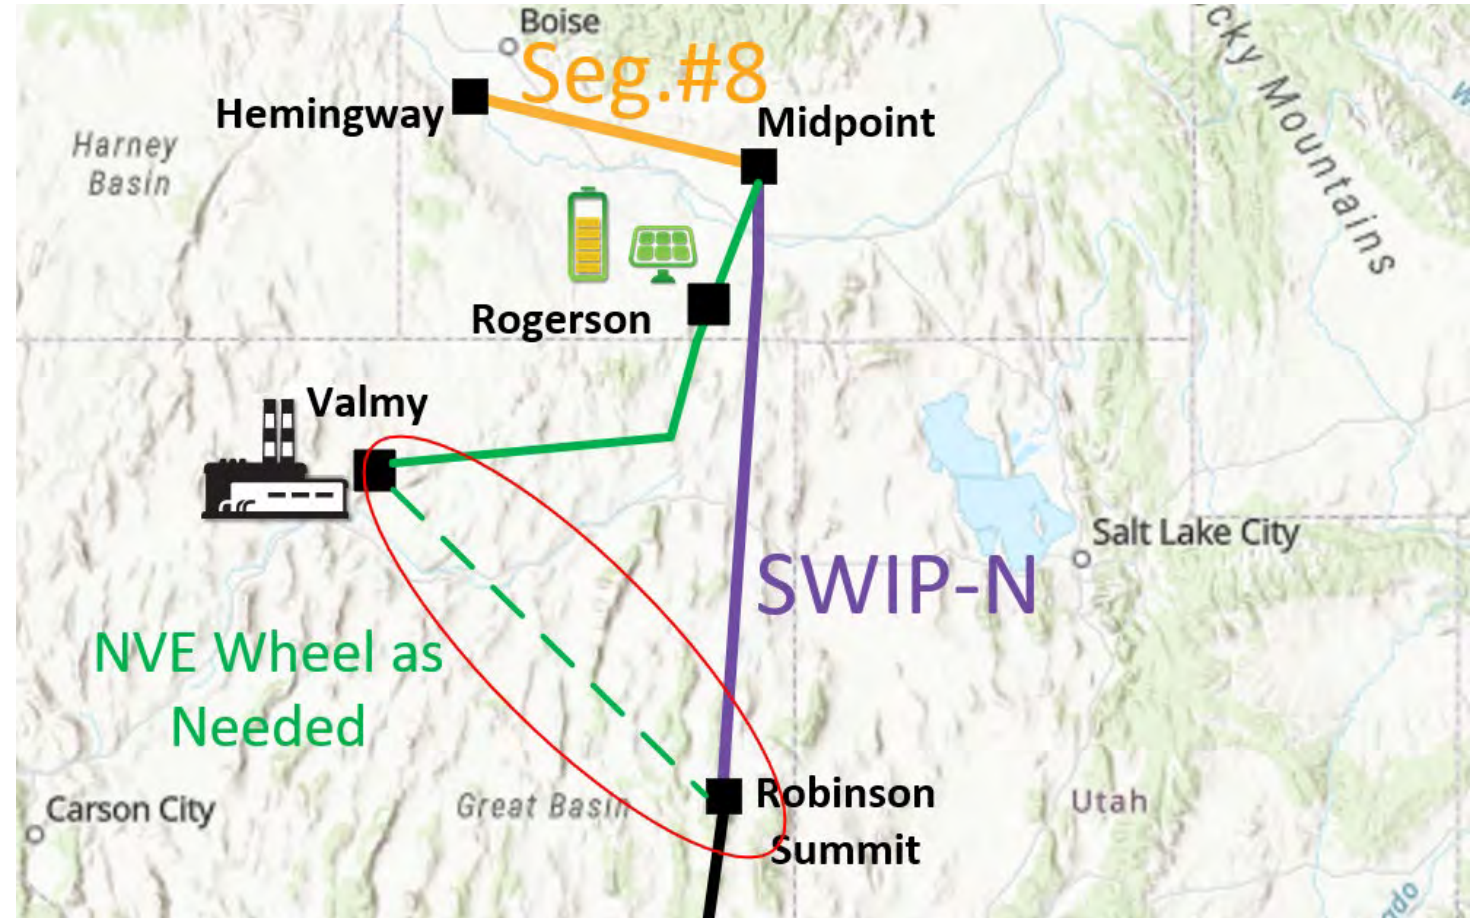 Boise
Seg.#8
Hemingway
Midpoint
Harney
Basin
cky Mountains
Rogerson
Valmy
Salt Lake City
SWIP-N
NVE Wheel as
Needed
Robinson
Summit
Carson City
Great Basin
Utah